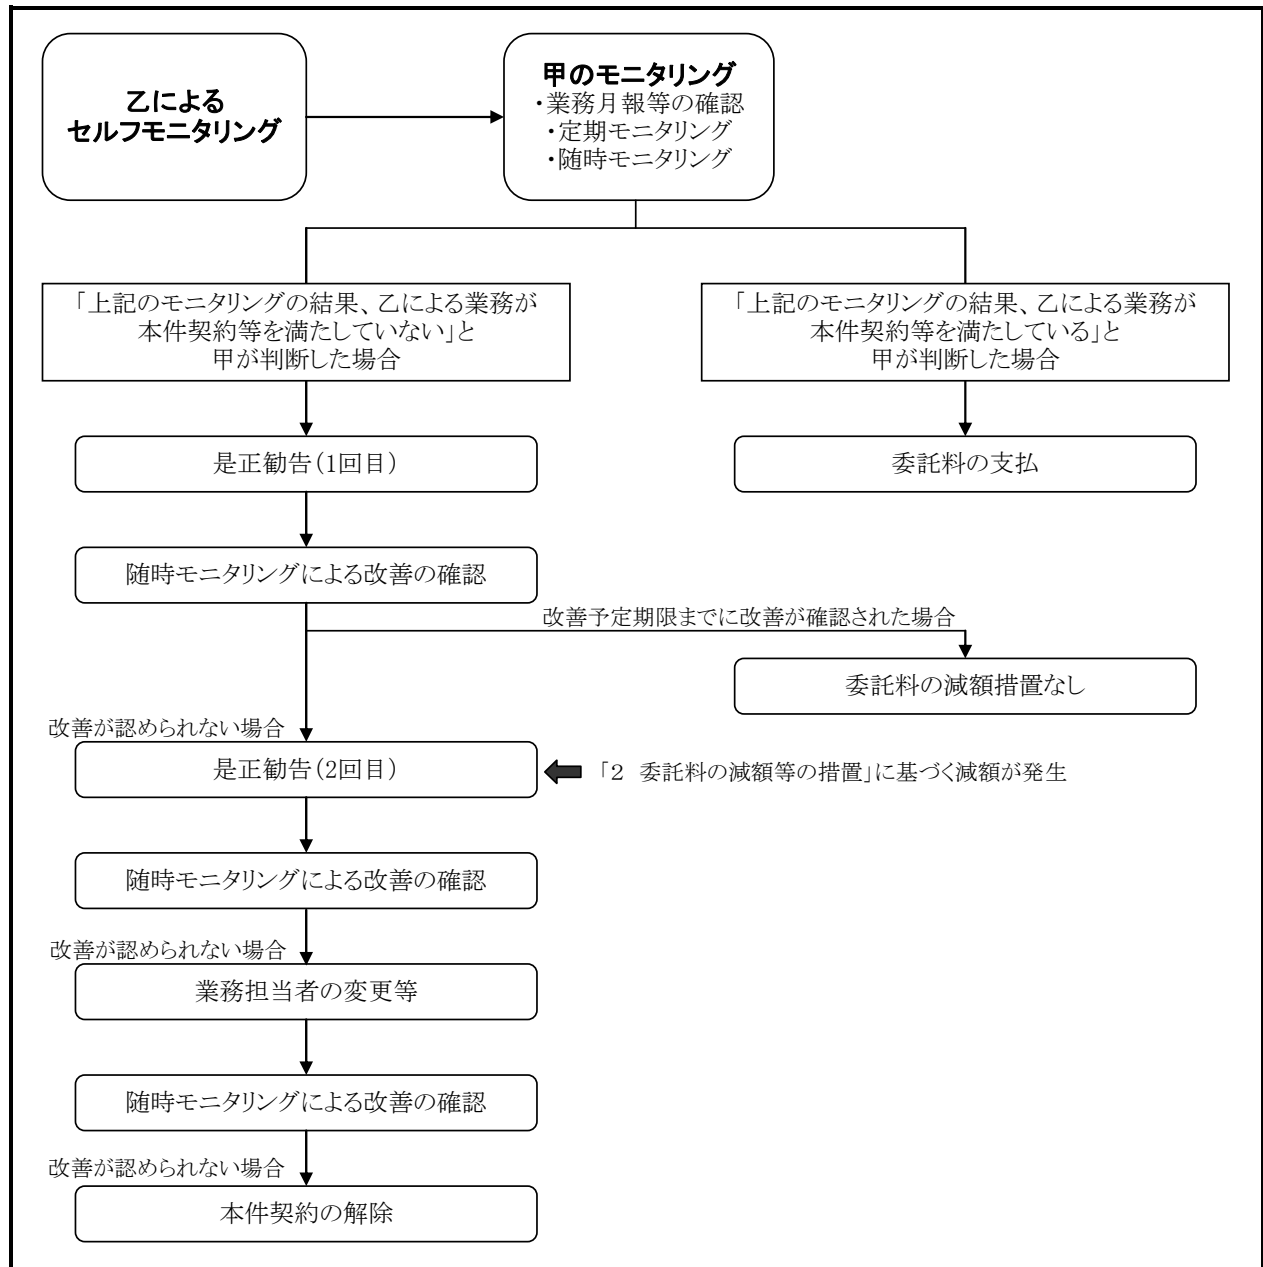 乙による
セルフモニタリング
甲のモニタリング
・業務月報等の確認
・定期モニタリング
・随時モニタリング
「上記のモニタリングの結果、乙による業務が
本件契約等を満たしていない」と
甲が判断した場合
「上記のモニタリングの結果、乙による業務が
本件契約等を満たしている」と
甲が判断した場合
是正勧告(1回目)
委託料の支払
随時モニタリングによる改善の確認
改善予定期限までに改善が確認された場合
委託料の減額措置なし
改善が認められない場合
是正勧告(2回目)
「2 委託料の減額等の措置」に基づく減額が発生
随時モニタリングによる改善の確認
改善が認められない場合
業務担当者の変更等
随時モニタリングによる改善の確認
改善が認められない場合
本件契約の解除